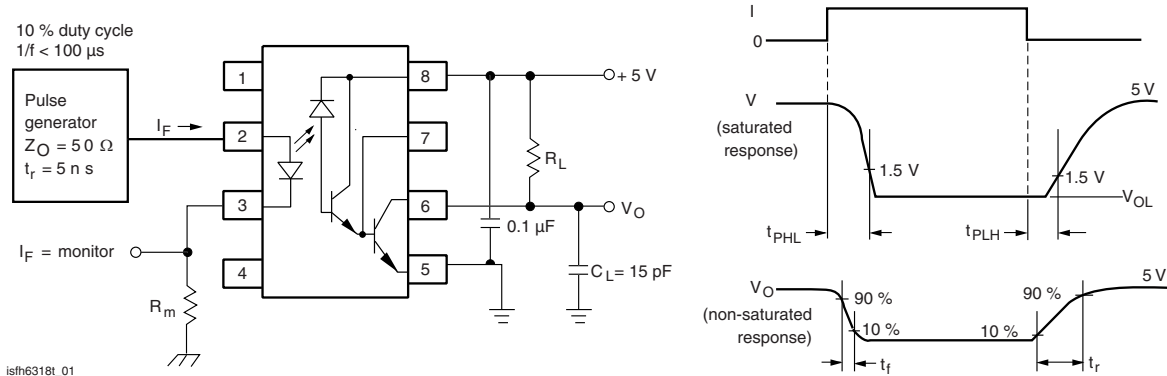 10 % duty cycle
1/f < 100 µs
Pulse
generator
Z_O = 50 Ω
t_r = 5 n s
I_F
1
2
3
4
8
7
6
5
I_F = monitor
R_m
+ 5 V
R_L
V_O
0.1 µF
C_L = 15 pF
isfh6318t_01
I
0
V
(saturated
response)
5 V
1.5 V
1.5 V
V_OL
t_PHL
t_PLH
V_O
(non-saturated
response)
90 %
10 %
10 %
90 %
5 V
t_f
t_r